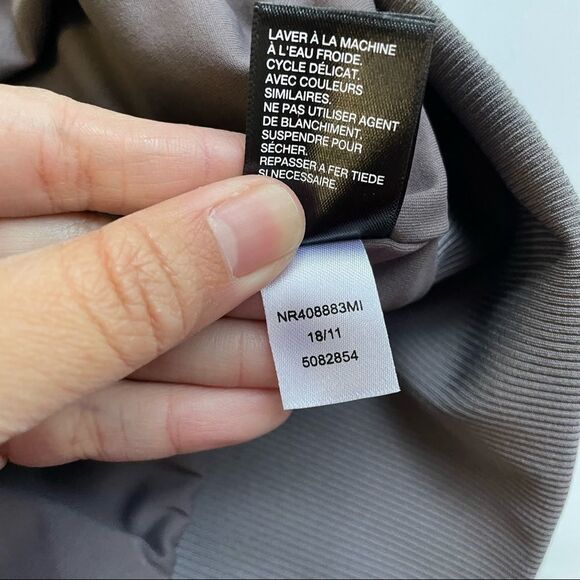 LAVER À LA MACHINE
À L'EAU FROIDE.
CYCLE DÉLICAT.
AVEC COULEURS
SIMILAIRES.
NE PAS UTILISER AGENT
DE BLANCHIMENT.
SUSPENDRE POUR
SÉCHER.
REPASSER A FER TIEDE
SI NECESSAIRE.
NR408883MI
18/11
5082854